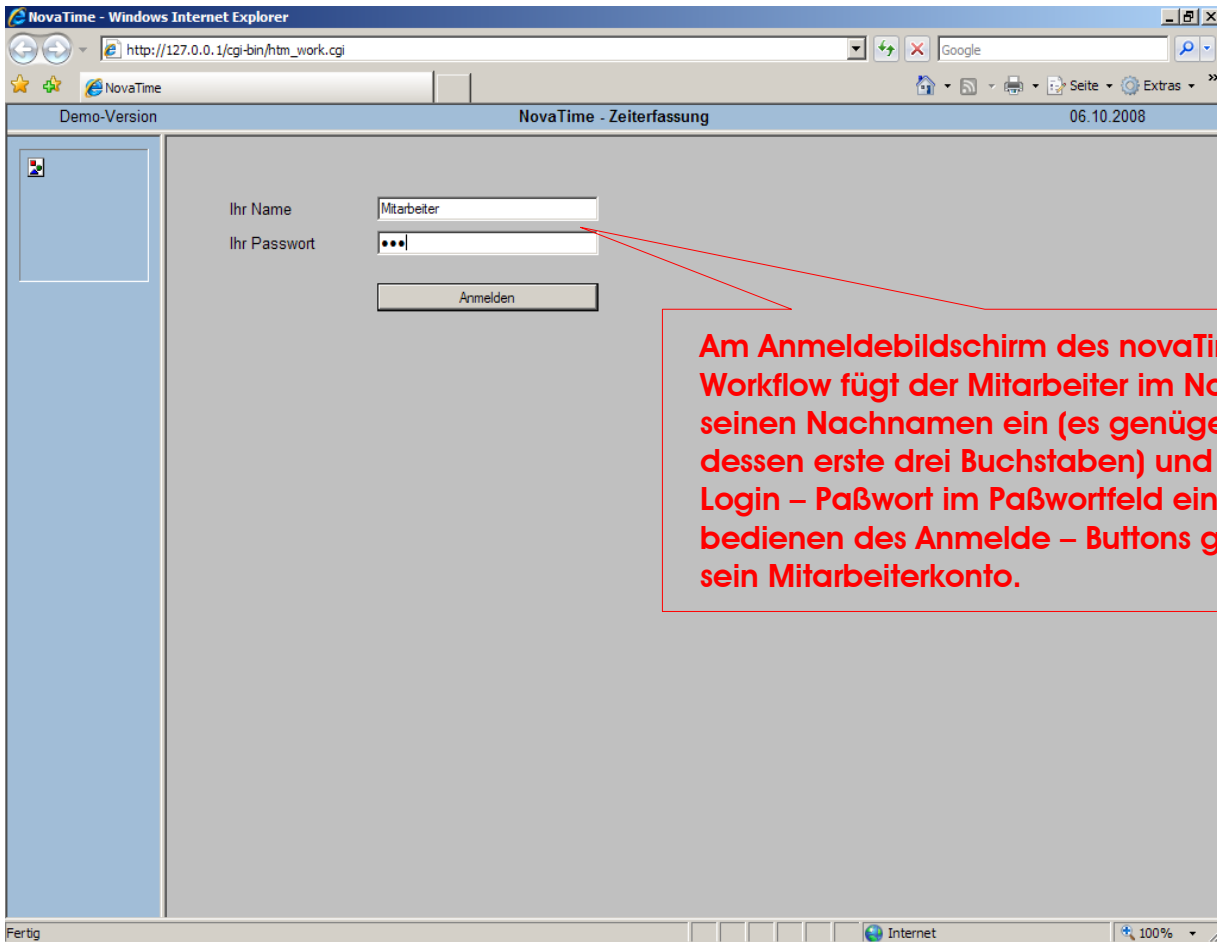 NovaTime - Windows Internet Explorer
http://127.0.0.1/cgi-bin/htm_work.cgi
Google
NovaTime
Seite
Extras
»
Demo-Version
NovaTime - Zeiterfassung
06.10.2008
Ihr Name
Mitarbeiter
Ihr Passwort
•••
Anmelden
Am Anmeldebildschirm des
Workflow fügt der Mitarbeiter im
seinen Nachnamen ein (es
dessen erste drei Buchstaben) und
Login – Paßwort im Paßwortfeld ein
bedienen des Anmelde – Buttons
sein Mitarbeiterkonto.
Fertig
Internet
100%